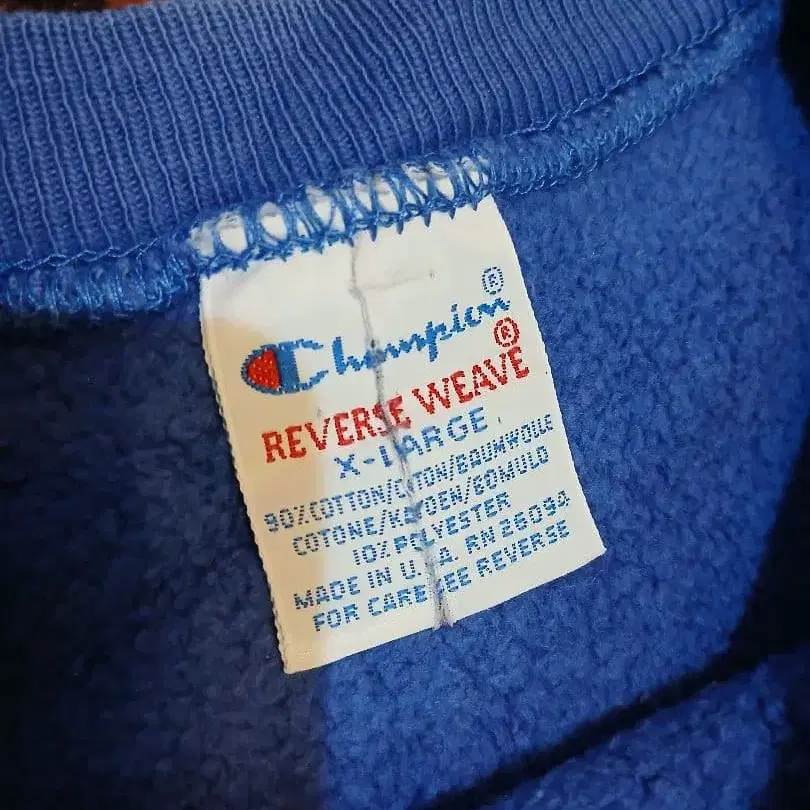 Champion®
REVERSE WEAVE®
X-LARGE
90% COTTON/COTON/BAUMWOLLE
COTONE/KATOEN/BOMULD
10% POLYESTER
MADE IN U.S.A. RN 26094
FOR CARE SEE REVERSE